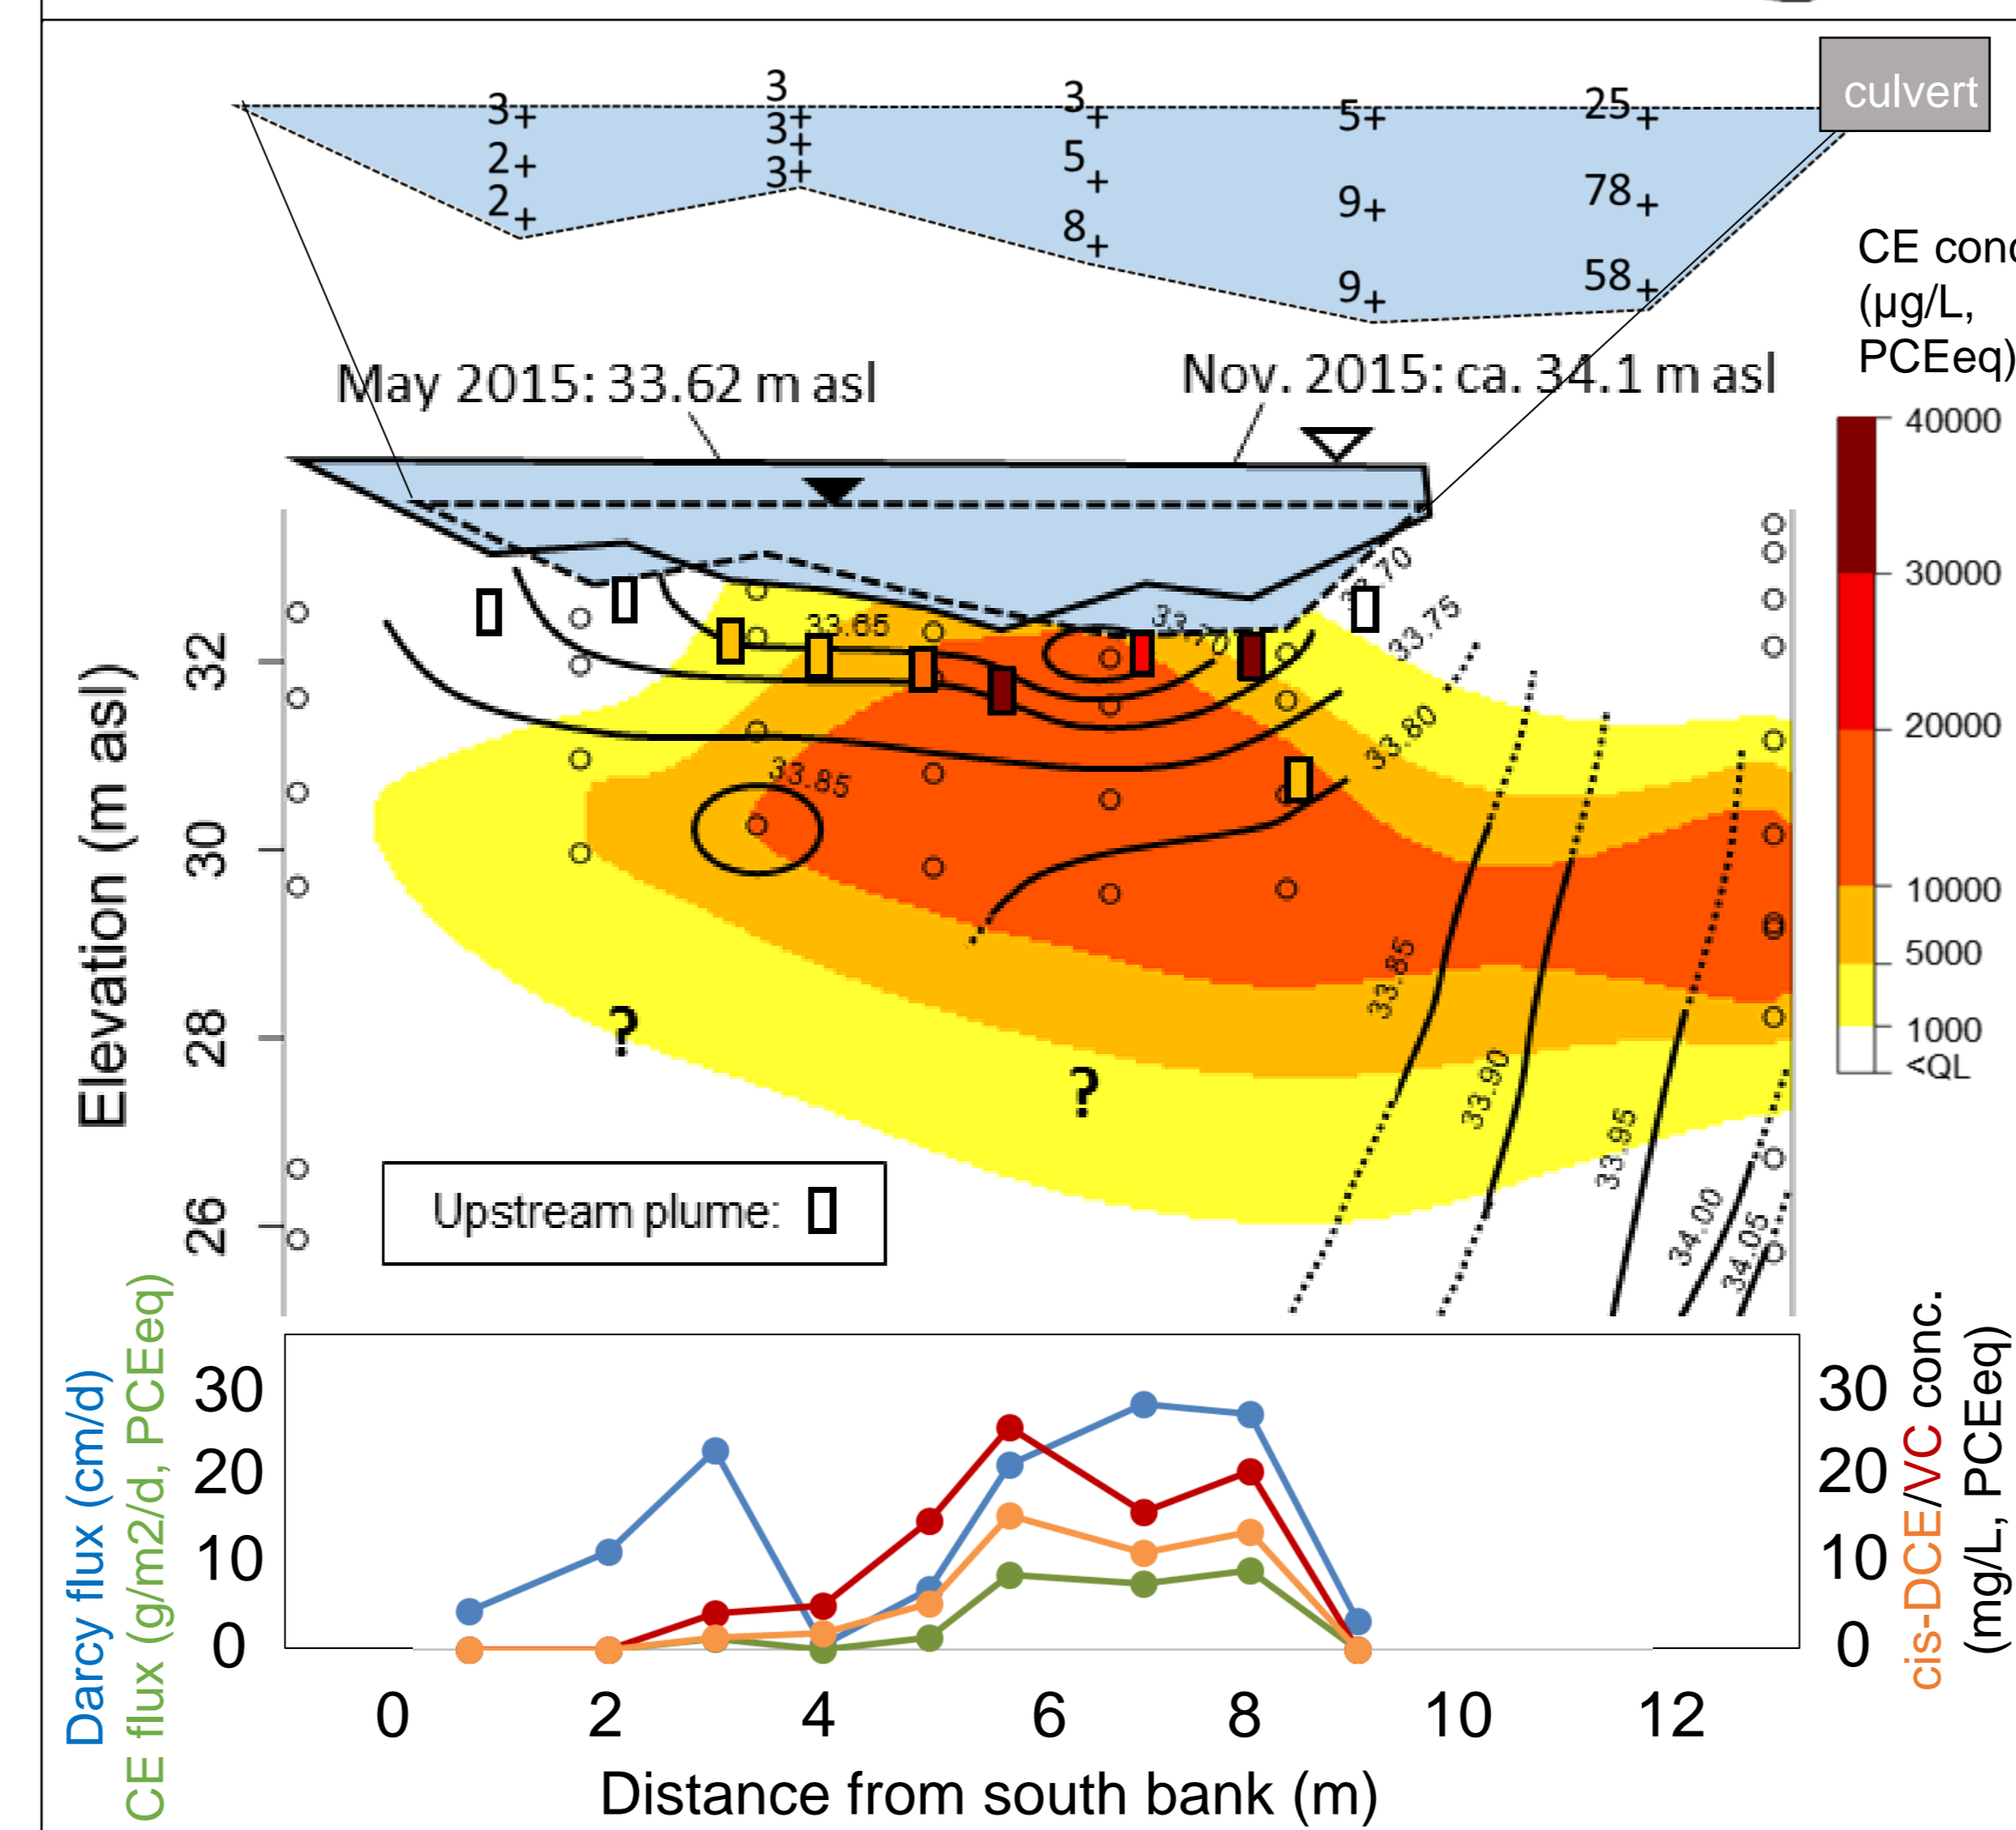 culvert
3+ 3+ 3+ 5+ 25+
2+ 3+ 5+ 9+ 78+
2+ 3+ 8+ 9+ 58+
May 2015: 33.62 m asl
Nov. 2015: ca. 34.1 m asl
CE conc
(µg/L,
PCEeq)
40000
30000
20000
10000
5000
1000
<QL
Elevation (m asl)
32
30
28
26
33.65
33.70
33.70
33.75
33.80
33.85
33.85
33.90
33.95
34.00
34.05
?
?
Upstream plume:
Darcy flux (cm/d)
CE flux (g/m2/d, PCEeq)
30
20
10
0
30
20
10
0
cis-DCE/VC conc.
(mg/L, PCEeq)
0 2 4 6 8 10 12
Distance from south bank (m)